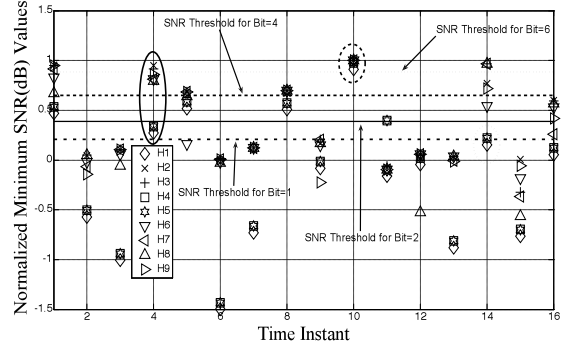 Normalized Minimum SNR(dB) Values
1.5
1
0.5
0
-0.5
-1
-1.5
SNR Threshold for Bit=4
SNR Threshold for Bit=6
SNR Threshold for Bit=1
SNR Threshold for Bit=2
H1
H2
H3
H4
H5
H6
H7
H8
H9
2 4 6 8 10 12 14 16
Time Instant